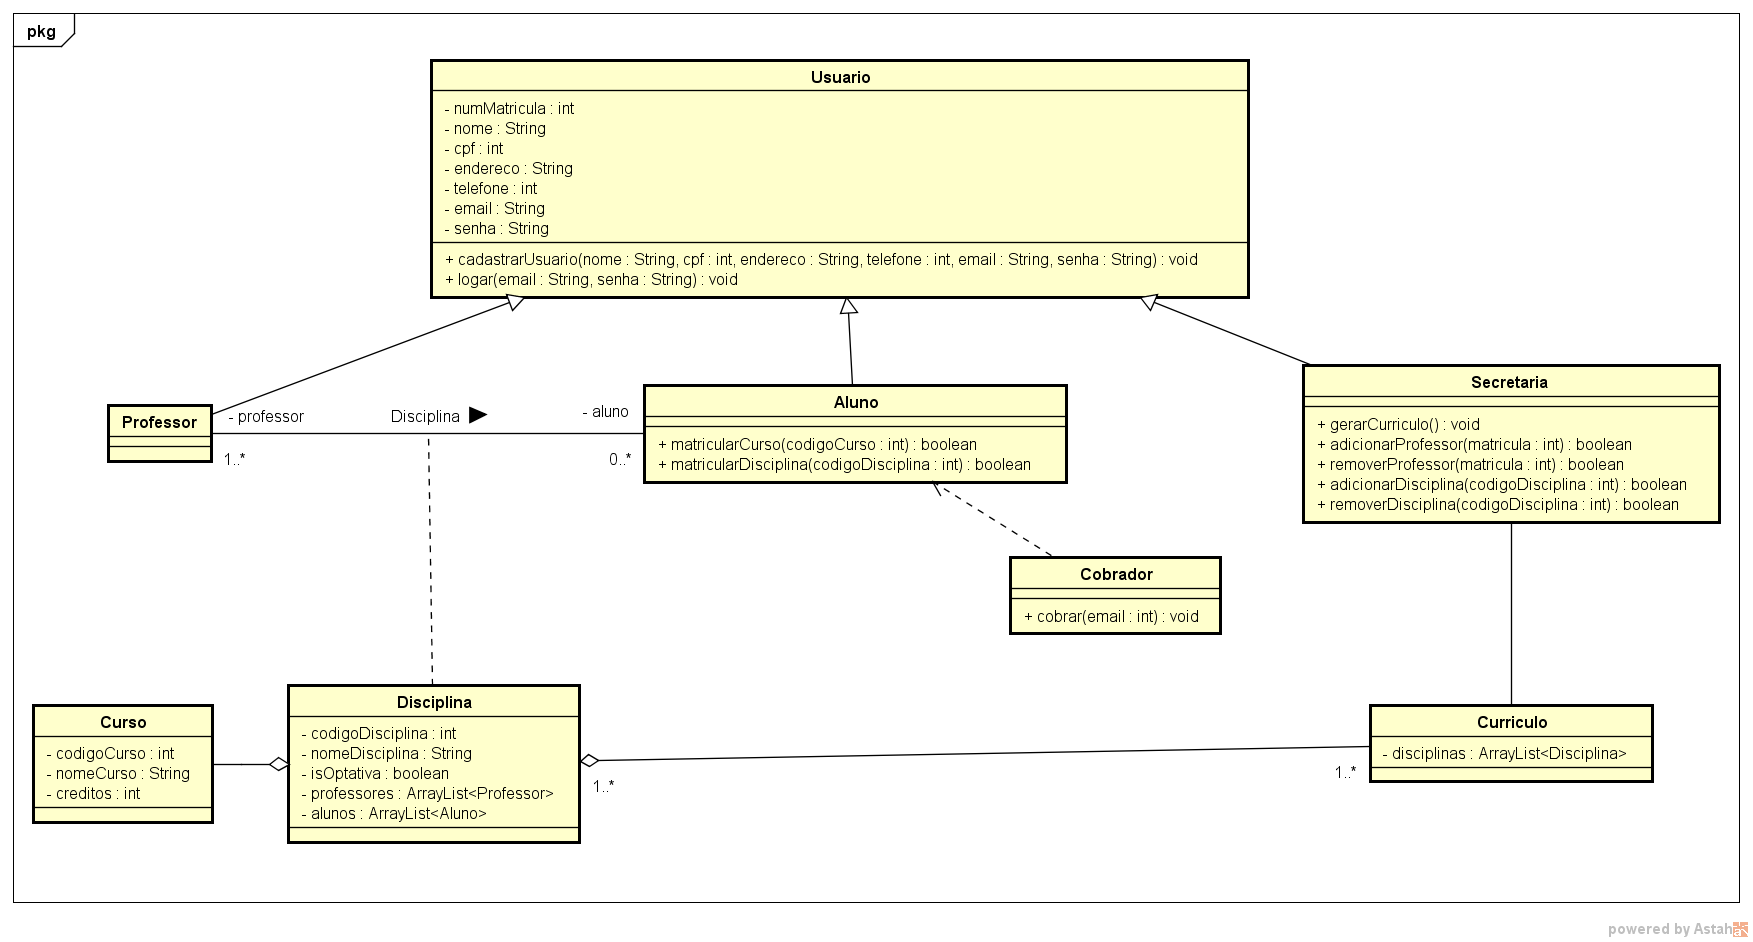 pkg
Usuario
- numMatricula : int
- nome : String
- cpf : int
- endereco : String
- telefone : int
- email : String
- senha : String
+ cadastrarUsuario(nome : String, cpf : int, endereco : String, telefone : int, email : String, senha : String) : void
+ logar(email : String, senha : String) : void
Professor
- professor
1..*
Disciplina
- aluno
0..*
Aluno
+ matricularCurso(codigoCurso : int) : boolean
+ matricularDisciplina(codigoDisciplina : int) : boolean
Secretaria
+ gerarCurriculo() : void
+ adicionarProfessor(matricula : int) : boolean
+ removerProfessor(matricula : int) : boolean
+ adicionarDisciplina(codigoDisciplina : int) : boolean
+ removerDisciplina(codigoDisciplina : int) : boolean
Cobrador
+ cobrar(email : int) : void
Curso
- codigoCurso : int
- nomeCurso : String
- creditos : int
Disciplina
- codigoDisciplina : int
- nomeDisciplina : String
- isOptativa : boolean
- professores : ArrayList<Professor>
- alunos : ArrayList<Aluno>
1..*
1..*
Curriculo
- disciplinas : ArrayList<Disciplina>
powered by Astah